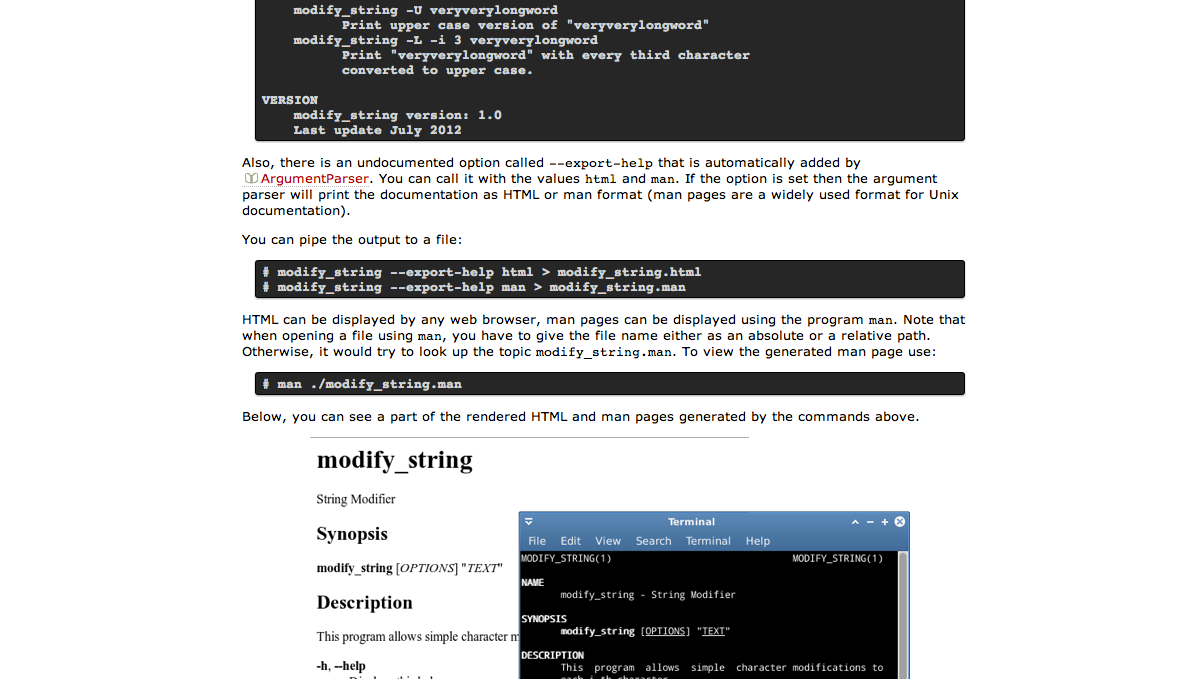 modify_string -U veryverylongword
Print upper case version of "veryverylongword"
modify_string -L -i 3 veryverylongword
Print "veryverylongword" with every third character
converted to upper case.
VERSION
modify_string version: 1.0
Last update July 2012
Also, there is an undocumented option called --export-help that is automatically added by
ArgumentParser. You can call it with the values html and man. If the option is set then the argument
parser will print the documentation as HTML or man format (man pages are a widely used format for Unix
documentation).
You can pipe the output to a file:
# modify_string --export-help html > modify_string.html
# modify_string --export-help man > modify_string.man
HTML can be displayed by any web browser, man pages can be displayed using the program man. Note that
when opening a file using man, you have to give the file name either as an absolute or a relative path.
Otherwise, it would try to look up the topic modify_string.man. To view the generated man page use:
# man ./modify_string.man
Below, you can see a part of the rendered HTML and man pages generated by the commands above.
modify_string
String Modifier
Synopsis
modify_string [OPTIONS] "TEXT"
Description
This program allows simple character
-h, --help
Terminal
File Edit View Search Terminal Help
MODIFY_STRING(1) MODIFY_STRING(1)
NAME
modify_string - String Modifier
SYNOPSIS
modify_string [OPTIONS] "TEXT"
DESCRIPTION
This program allows simple character modifications to